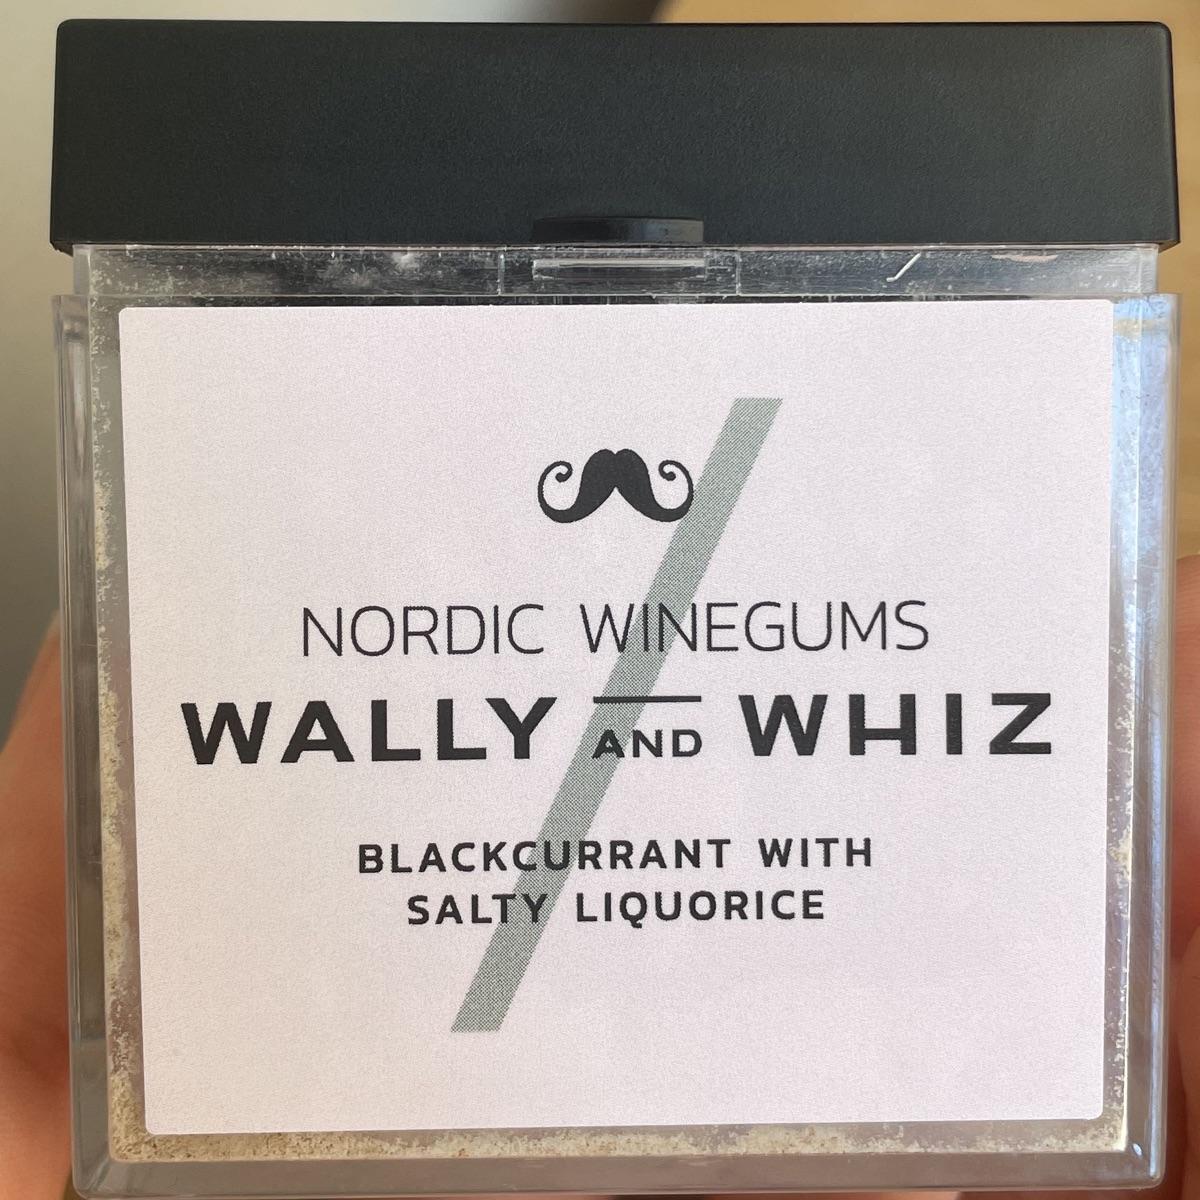 NORDIC WINEGUMS
WALLY AND WHIZ
BLACKCURRANT WITH
SALTY LIQUORICE